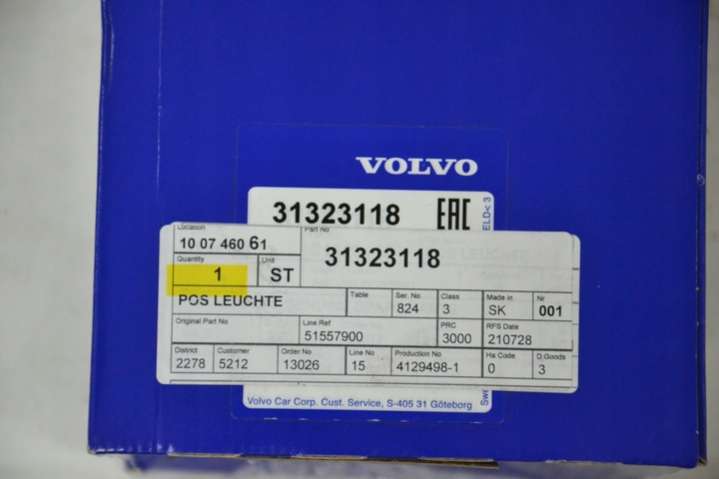 VOLVO
31323118 EAC
ELD< 3
Location
10 07 460 61
Part No
31323118
Quantity
1
Unit
ST
POS LEUCHTE
Table
Ser. No
824
Class
3
Made in
SK
Nr
001
Original Part No
Line Ref
51557900
PRC
3000
RFS Date
210728
District
2278
Customer
5212
Order No
13026
Line No
15
Production No
4129498-1
Ha Code
0
D.Goods
3
Swe
Volvo Car Corp. Cust. Service, S-405 31 Göteborg